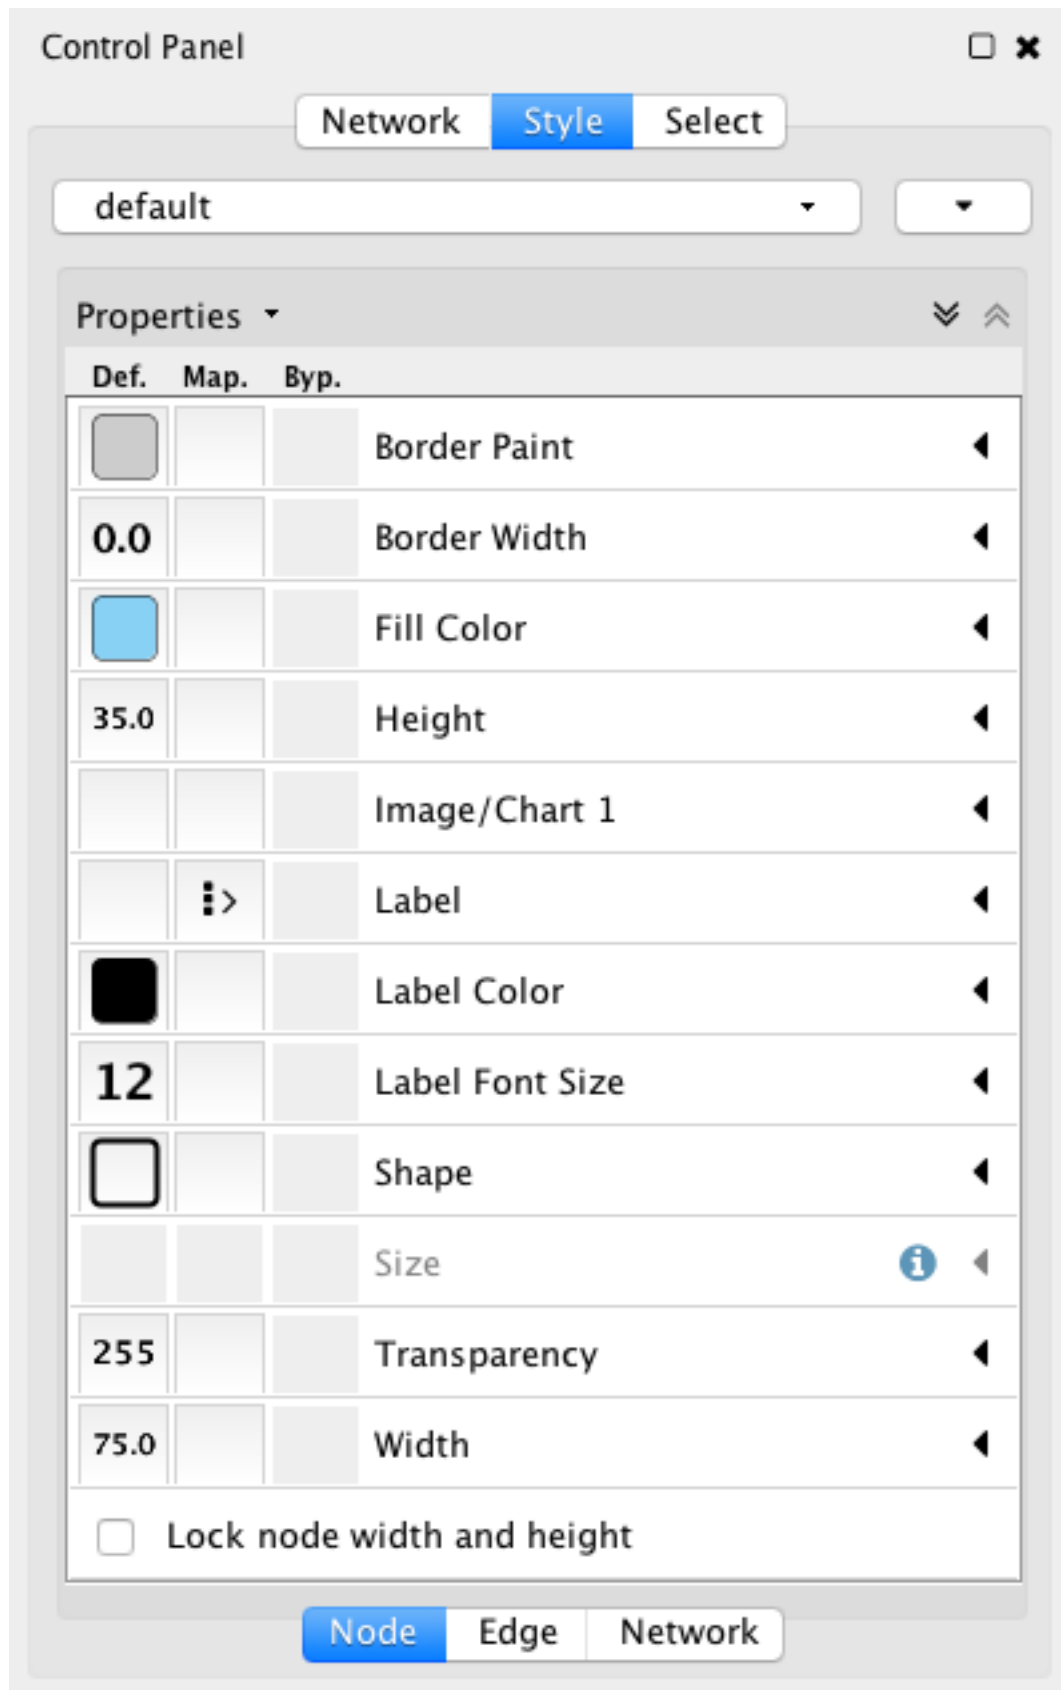 Control Panel
Network Style Select
default
Properties
Def. Map. Byp.
Border Paint
0.0 Border Width
Fill Color
35.0 Height
Image/Chart 1
Label
Label Color
12 Label Font Size
Shape
Size
255 Transparency
75.0 Width
Lock node width and height
Node Edge Network